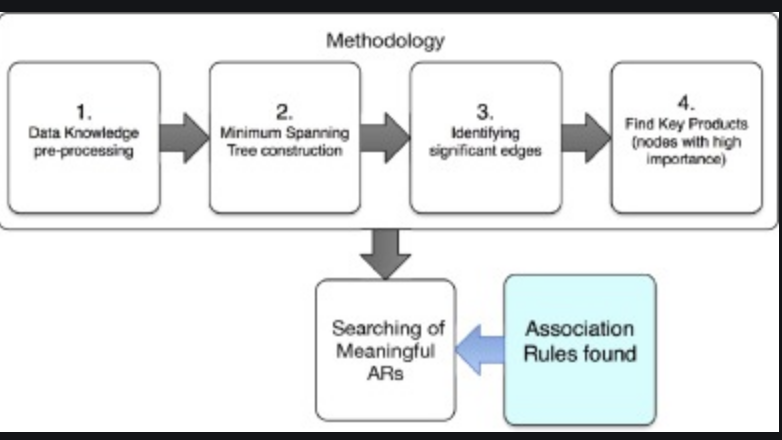 Methodology
1.
Data Knowledge
pre-processing
2.
Minimum Spanning
Tree construction
3.
Identifying
significant edges
4.
Find Key Products
(nodes with high
importance)
Searching of
Meaningful
ARs
Association
Rules found